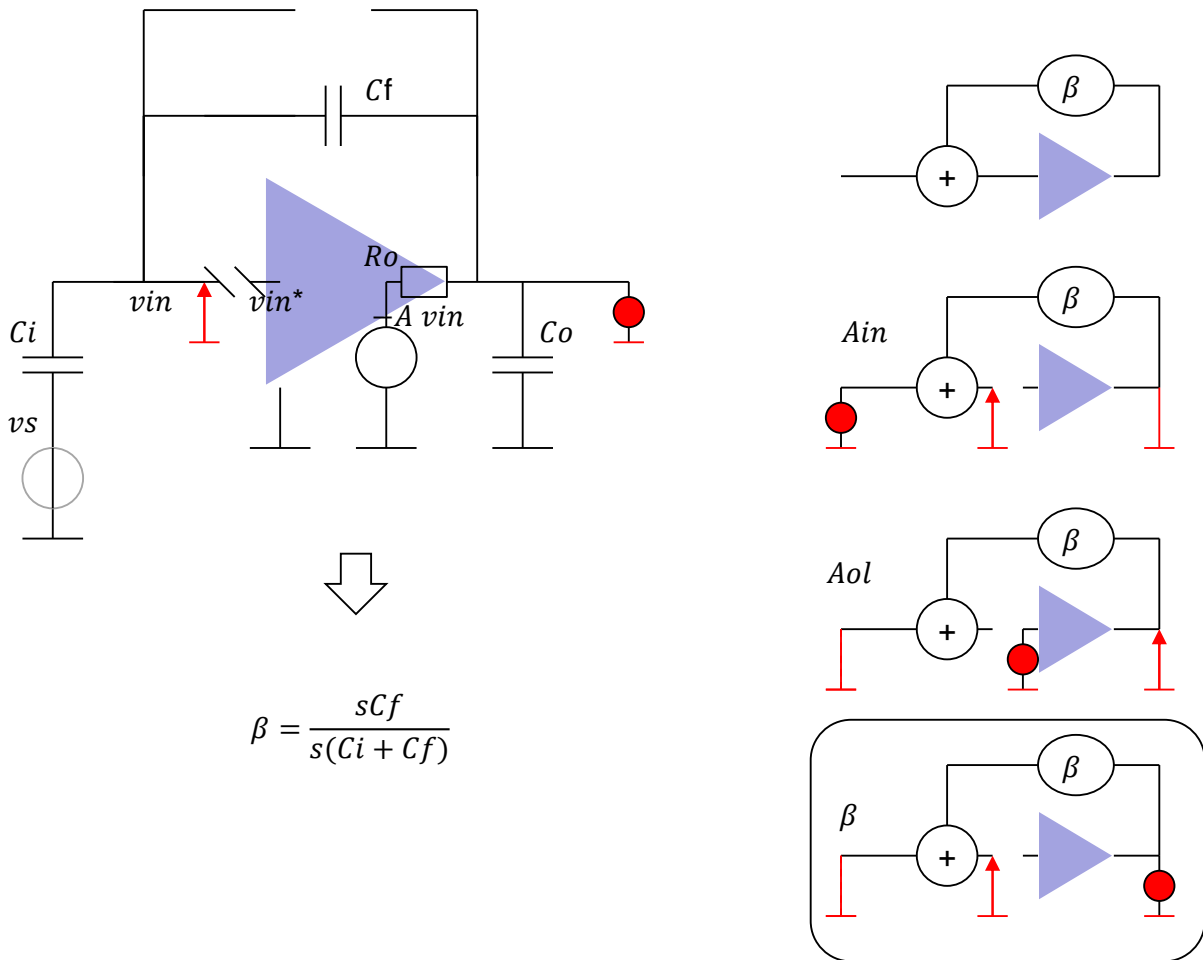 Cf
β
+
Ro
vin
vin*
A vin
Ci
Co
β
Ain
+
vs
β
Aol
+
β = sCf / s(Ci + Cf)
β
β
+